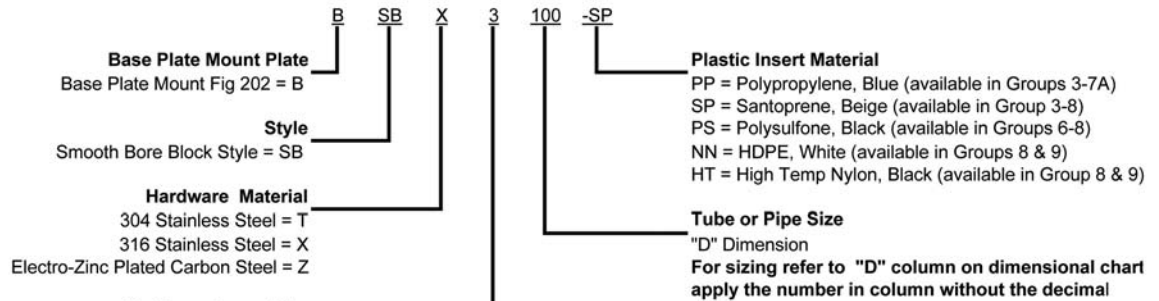 B SB X 3 100 -SP
Base Plate Mount Plate
Base Plate Mount Fig 202 = B
Style
Smooth Bore Block Style = SB
Hardware Material
304 Stainless Steel = T
316 Stainless Steel = X
Electro-Zinc Plated Carbon Steel = Z
Plastic Insert Material
PP = Polypropylene, Blue (available in Groups 3-7A)
SP = Santoprene, Beige (available in Group 3-8)
PS = Polysulfone, Black (available in Groups 6-8)
NN = HDPE, White (available in Groups 8 & 9)
HT = High Temp Nylon, Black (available in Group 8 & 9)
Tube or Pipe Size
"D" Dimension
For sizing refer to "D" column on dimensional chart
apply the number in column without the decimal